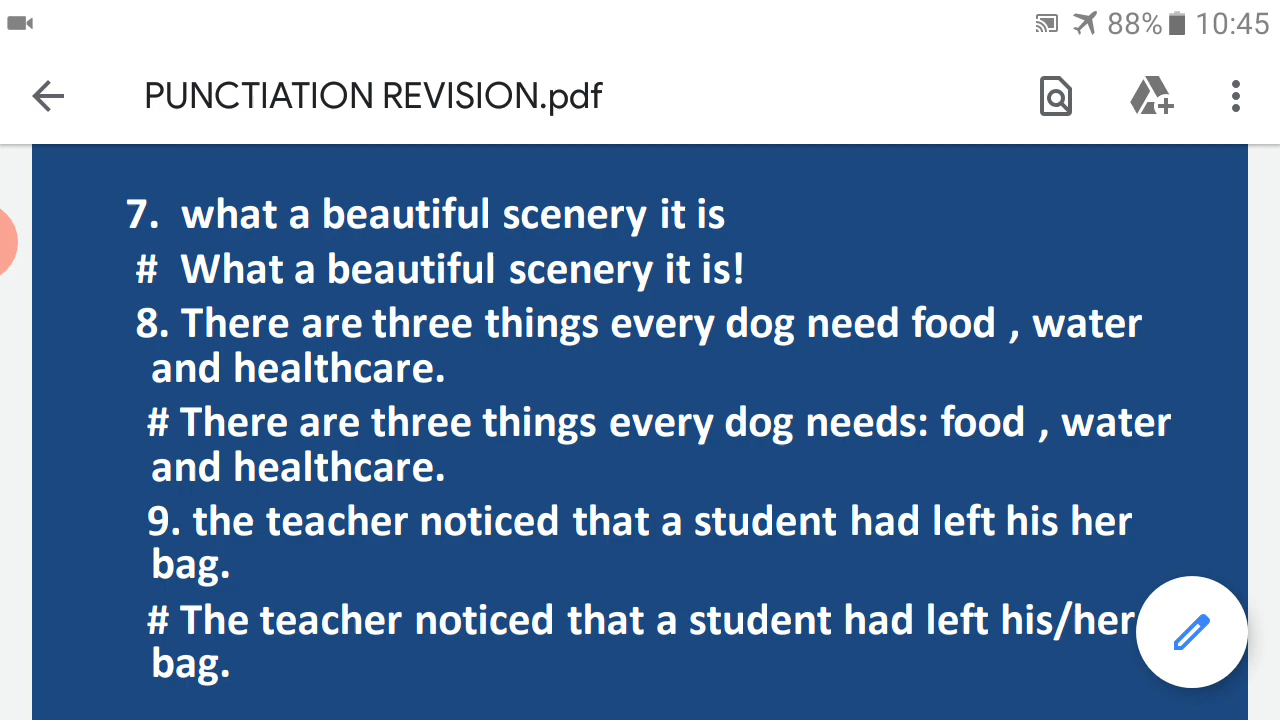 88% 10:45
PUNCTIATION REVISION.pdf
7. what a beautiful scenery it is
# What a beautiful scenery it is!
8. There are three things every dog need food , water
and healthcare.
# There are three things every dog needs: food , water
and healthcare.
9. the teacher noticed that a student had left his her
bag.
# The teacher noticed that a student had left his/her
bag.